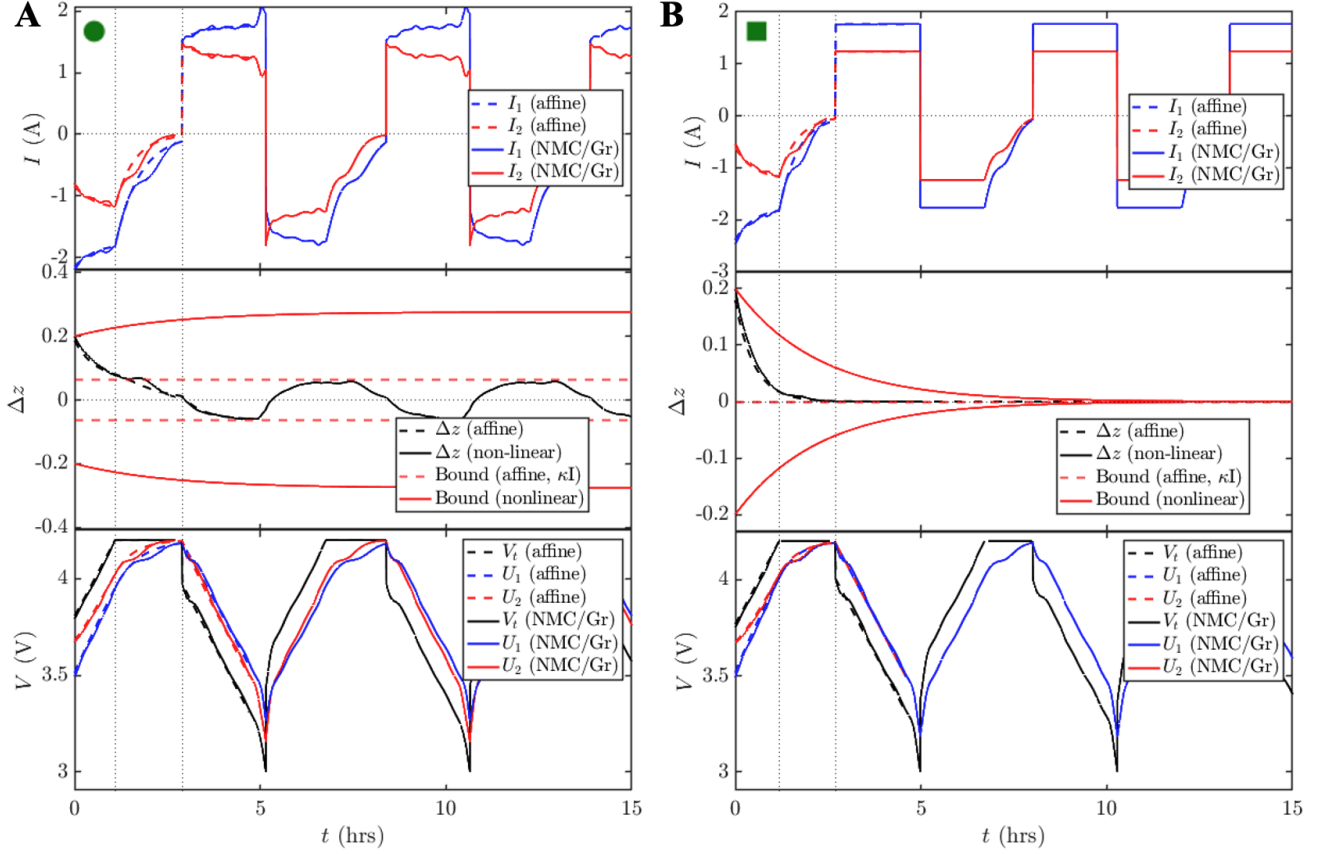 A
2
1
0
-1
-2
I (A)
I₁ (affine)
I₂ (affine)
I₁ (NMC/Gr)
I₂ (NMC/Gr)
0.4
0.2
0
-0.2
-0.4
Δz
Δz (affine)
Δz (non-linear)
Bound (affine, κI)
Bound (nonlinear)
4
3.5
3
V (V)
Vₜ (affine)
U₁ (affine)
U₂ (affine)
Vₜ (NMC/Gr)
U₁ (NMC/Gr)
U₂ (NMC/Gr)
0
5
10
15
t (hrs)
B
2
1
0
-1
-2
-3
I (A)
I₁ (affine)
I₂ (affine)
I₁ (NMC/Gr)
I₂ (NMC/Gr)
0.2
0.1
0
-0.1
-0.2
Δz
Δz (affine)
Δz (non-linear)
Bound (affine, κI)
Bound (nonlinear)
4
3.5
3
V (V)
Vₜ (affine)
U₁ (affine)
U₂ (affine)
Vₜ (NMC/Gr)
U₁ (NMC/Gr)
U₂ (NMC/Gr)
0
5
10
15
t (hrs)